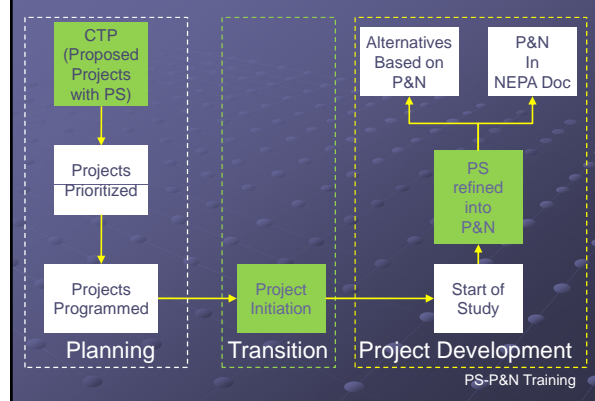 CTP
(Proposed
Projects
with PS)
Projects
Prioritized
Projects
Programmed
Planning
Project
Initiation
Transition
Alternatives
Based on
P&N
P&N
In
NEPA Doc
PS
refined
into
P&N
Start of
Study
Project Development
PS-P&N Training